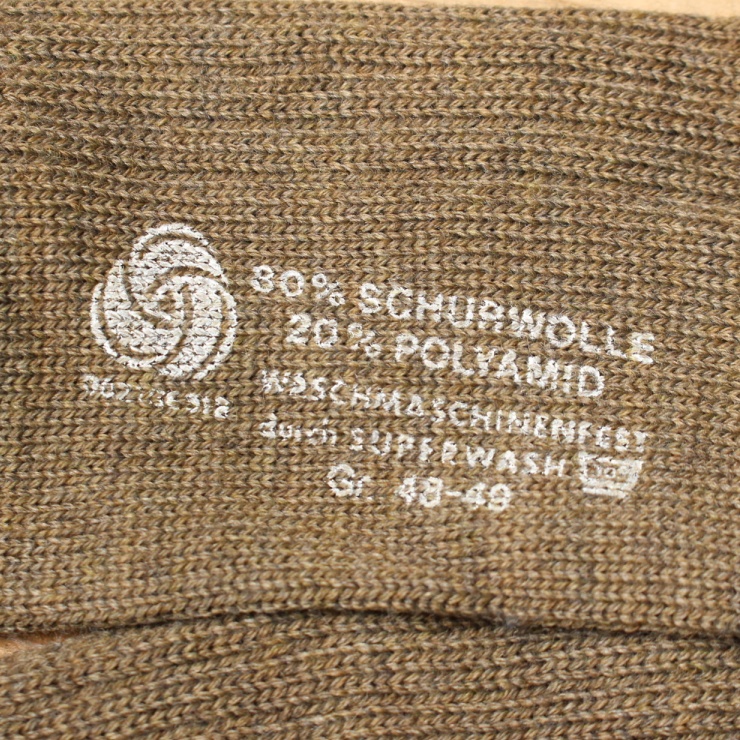 80% SCHURWOLLE
20% POLYAMID
WASCHMASCHINENFEST
durch SUPERWASH
Gr. 48-49